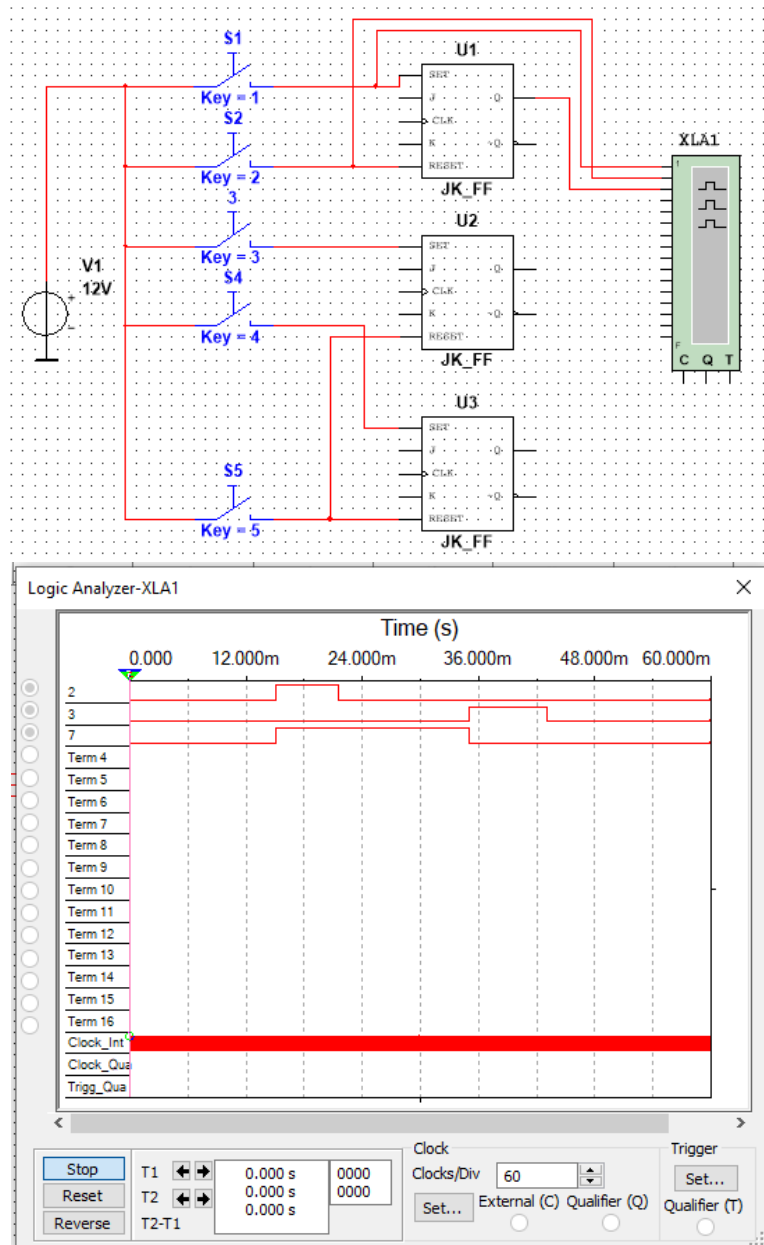 S1
U1
SET
J Q
Key = 1
CLK
S2
K ~Q
XLA1
RESET
Key = 2
JK_FF
1
3
U2
SET
Key = 3
J Q
V1
S4
12V
CLK
+
K ~Q
-
Key = 4
RESET
F
JK_FF
C Q T
U3
SET
J Q
S5
CLK
K ~Q
RESET
Key = 5
JK_FF
Logic Analyzer-XLA1
Time (s)
0.000 12.000m 24.000m 36.000m 48.000m 60.000m
2
3
7
Term 4
Term 5
Term 6
Term 7
Term 8
Term 9
Term 10
Term 11
Term 12
Term 13
Term 14
Term 15
Term 16
Clock_Int
Clock_Qua
Trigg_Qua
Clock
Trigger
Stop
T1
0.000 s 0000
Clocks/Div 60
Set...
Reset
T2
0.000 s 0000
Set...
External (C) Qualifier (Q)
Qualifier (T)
Reverse
T2-T1
0.000 s